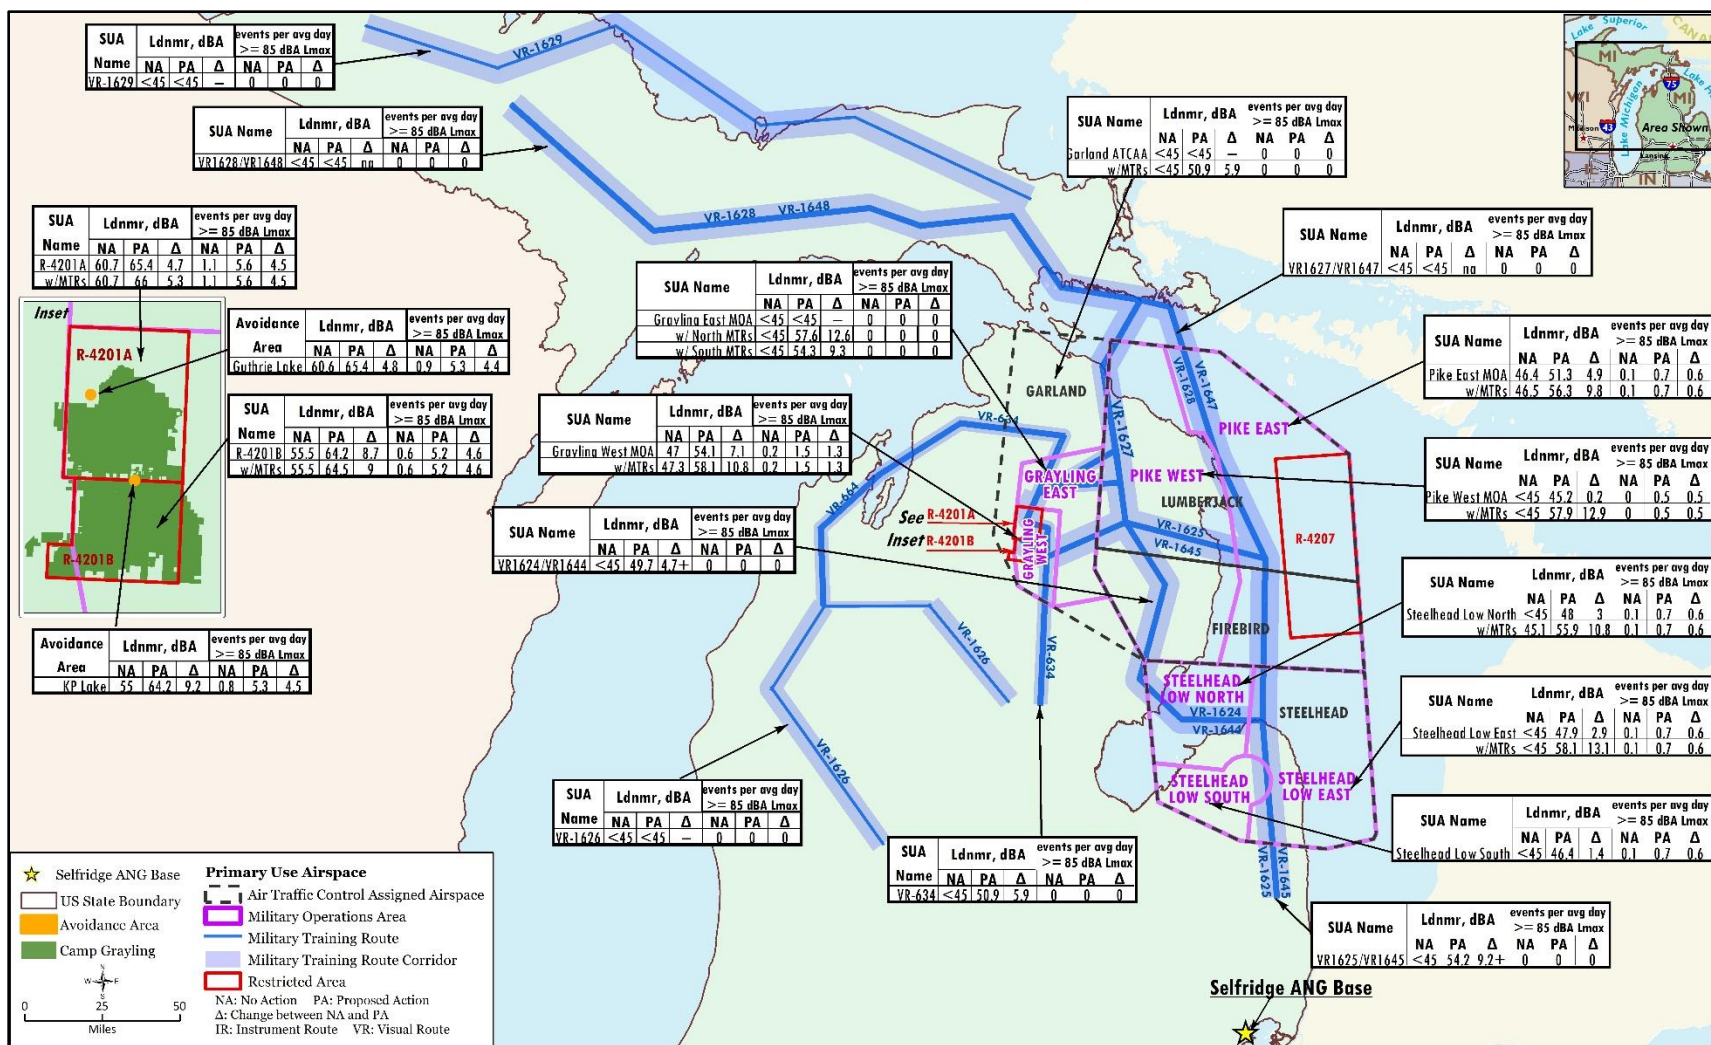 SUA Name Ldnmr, dBA events per avg day >= 85 dBA Lmax
NA PA Δ NA PA Δ
VR-1629 <45 <45 — 0 0 0
SUA Name Ldnmr, dBA events per avg day >= 85 dBA Lmax
NA PA Δ NA PA Δ
VR1628/VR1648 <45 <45 na 0 0 0
SUA Name Ldnmr, dBA events per avg day >= 85 dBA Lmax
NA PA Δ NA PA Δ
R-4201A 60.7 65.4 4.7 1.1 5.6 4.5
w/MTRs 60.7 66 5.3 1.1 5.6 4.5
Inset
R-4201A
R-4201B
Avoidance Area Ldnmr, dBA events per avg day >= 85 dBA Lmax
NA PA Δ NA PA Δ
Guthrie Lake 60.6 65.4 4.8 0.9 5.3 4.4
SUA Name Ldnmr, dBA events per avg day >= 85 dBA Lmax
NA PA Δ NA PA Δ
R-4201B 55.5 64.2 8.7 0.6 5.2 4.6
w/MTRs 55.5 64.5 9 0.6 5.2 4.6
Avoidance Area Ldnmr, dBA events per avg day >= 85 dBA Lmax
NA PA Δ NA PA Δ
KP Lake 55 64.2 9.2 0.8 5.3 4.5
SUA Name Ldnmr, dBA events per avg day >= 85 dBA Lmax
NA PA Δ NA PA Δ
Garland ATCAA <45 <45 — 0 0 0
w/MTRs <45 50.9 5.9 0 0 0
SUA Name Ldnmr, dBA events per avg day >= 85 dBA Lmax
NA PA Δ NA PA Δ
VR1627/VR1647 <45 <45 na 0 0 0
SUA Name Ldnmr, dBA events per avg day >= 85 dBA Lmax
NA PA Δ NA PA Δ
Grayling East MOA <45 <45 — 0 0 0
w/ North MTRs <45 57.6 12.6 0 0 0
w/ South MTRs <45 54.3 9.3 0 0 0
SUA Name Ldnmr, dBA events per avg day >= 85 dBA Lmax
NA PA Δ NA PA Δ
Pike East MOA 46.4 51.3 4.9 0.1 0.7 0.6
w/MTRs 46.5 56.3 9.8 0.1 0.7 0.6
SUA Name Ldnmr, dBA events per avg day >= 85 dBA Lmax
NA PA Δ NA PA Δ
Grayling West MOA 47 54.1 7.1 0.2 1.5 1.3
w/MTRs 47.3 58.1 10.8 0.2 1.5 1.3
SUA Name Ldnmr, dBA events per avg day >= 85 dBA Lmax
NA PA Δ NA PA Δ
Pike West MOA <45 45.2 0.2 0 0.5 0.5
w/MTRs <45 57.9 12.9 0 0.5 0.5
SUA Name Ldnmr, dBA events per avg day >= 85 dBA Lmax
NA PA Δ NA PA Δ
VR1624/VR1644 <45 49.7 4.7+ 0 0 0
SUA Name Ldnmr, dBA events per avg day >= 85 dBA Lmax
NA PA Δ NA PA Δ
Steelhead Low North <45 48 3 0.1 0.7 0.6
w/MTRs 45.1 55.9 10.8 0.1 0.7 0.6
SUA Name Ldnmr, dBA events per avg day >= 85 dBA Lmax
NA PA Δ NA PA Δ
Steelhead Low East <45 47.9 2.9 0.1 0.7 0.6
w/MTRs <45 58.1 13.1 0.1 0.7 0.6
SUA Name Ldnmr, dBA events per avg day >= 85 dBA Lmax
NA PA Δ NA PA Δ
Steelhead Low South <45 46.4 1.4 0.1 0.7 0.6
SUA Name Ldnmr, dBA events per avg day >= 85 dBA Lmax
NA PA Δ NA PA Δ
VR-1626 <45 <45 — 0 0 0
SUA Name Ldnmr, dBA events per avg day >= 85 dBA Lmax
NA PA Δ NA PA Δ
VR-634 <45 50.9 5.9 0 0 0
SUA Name Ldnmr, dBA events per avg day >= 85 dBA Lmax
NA PA Δ NA PA Δ
VR1625/VR1645 <45 54.2 9.2+ 0 0 0
VR-1629
VR-1628 VR-1648
VR-1647
VR-1628
VR-1627
VR-634
VR-664
VR-1625
VR-1645
VR-1626
VR-634
VR-1626
VR-1624
VR-1644
VR-1625
VR-1645
GARLAND
PIKE EAST
PIKE WEST
LUMBERJACK
GRAYLING EAST
GRAYLING WEST
See R-4201A
Inset R-4201B
R-4207
FIREBIRD
STEELHEAD LOW NORTH
STEELHEAD
STEELHEAD LOW SOUTH
STEELHEAD LOW EAST
Selfridge ANG Base
Lake Superior
MI
WI
Madison
43
75
Lake Michigan
MI
Area Shown
Lansing
IN
Selfridge ANG Base
US State Boundary
Avoidance Area
Camp Grayling
N
W E
S
0 25 50
Miles
Primary Use Airspace
Air Traffic Control Assigned Airspace
Military Operations Area
Military Training Route
Military Training Route Corridor
Restricted Area
NA: No Action PA: Proposed Action
Δ: Change between NA and PA
IR: Instrument Route VR: Visual Route